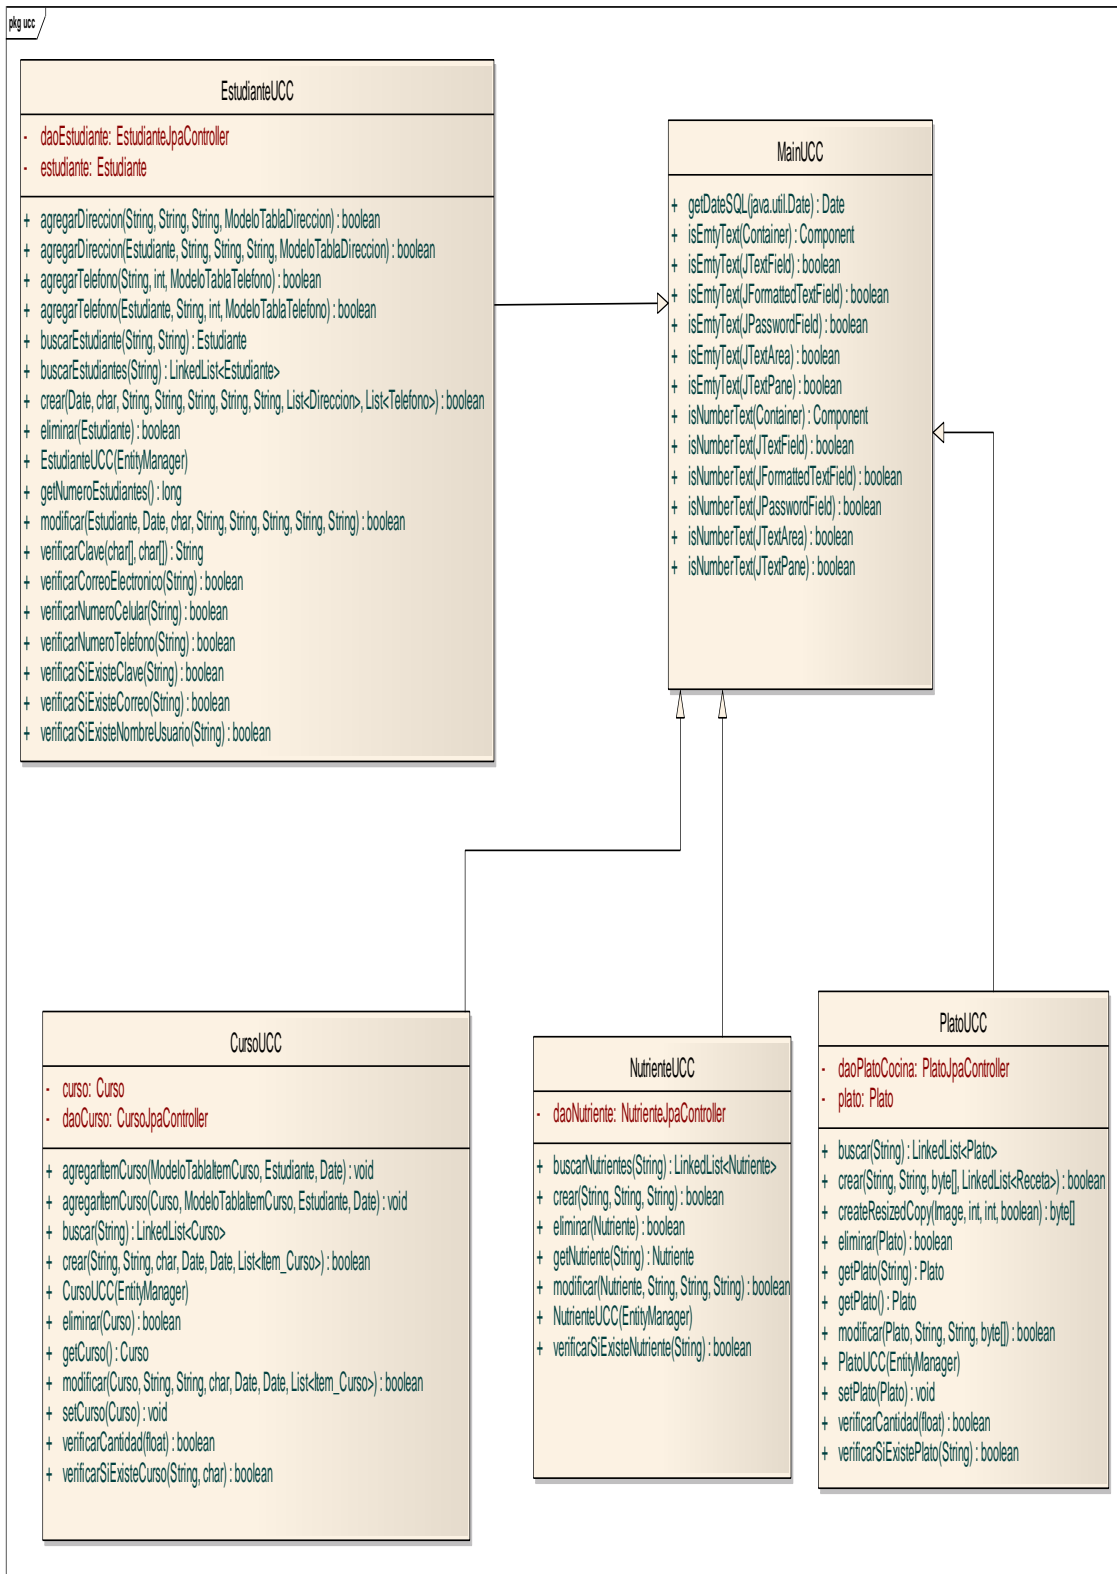 pkg ucc
EstudianteUCC
- daoEstudiante: EstudianteJpaController
- estudiante: Estudiante
+ agregarDireccion(String, String, String, ModeloTablaDireccion) : boolean
+ agregarDireccion(Estudiante, String, String, String, ModeloTablaDireccion) : boolean
+ agregarTelefono(String, int, ModeloTablaTelefono) : boolean
+ agregarTelefono(Estudiante, String, int, ModeloTablaTelefono) : boolean
+ buscarEstudiante(String, String) : Estudiante
+ buscarEstudiantes(String) : LinkedList<Estudiante>
+ crear(Date, char, String, String, String, String, String, List<Direccion>, List<Telefono>) : boolean
+ eliminar(Estudiante) : boolean
+ EstudianteUCC(EntityManager)
+ getNumeroEstudiantes() : long
+ modificar(Estudiante, Date, char, String, String, String, String, String) : boolean
+ verificarClave(char[], char[]) : String
+ verificarCorreoElectronico(String) : boolean
+ verificarNumeroCelular(String) : boolean
+ verificarNumeroTelefono(String) : boolean
+ verificarSiExisteClave(String) : boolean
+ verificarSiExisteCorreo(String) : boolean
+ verificarSiExisteNombreUsuario(String) : boolean
MainUCC
+ getDateSQL(java.util.Date) : Date
+ isEmtyText(Container) : Component
+ isEmtyText(JTextField) : boolean
+ isEmtyText(JFormattedTextField) : boolean
+ isEmtyText(JPasswordField) : boolean
+ isEmtyText(JTextArea) : boolean
+ isEmtyText(JTextPane) : boolean
+ isNumberText(Container) : Component
+ isNumberText(JTextField) : boolean
+ isNumberText(JFormattedTextField) : boolean
+ isNumberText(JPasswordField) : boolean
+ isNumberText(JTextArea) : boolean
+ isNumberText(JTextPane) : boolean
CursoUCC
- curso: Curso
- daoCurso: CursoJpaController
+ agregarItemCurso(ModeloTablaItemCurso, Estudiante, Date) : void
+ agregarItemCurso(Curso, ModeloTablaItemCurso, Estudiante, Date) : void
+ buscar(String) : LinkedList<Curso>
+ crear(String, String, char, Date, Date, List<Item_Curso>) : boolean
+ CursoUCC(EntityManager)
+ eliminar(Curso) : boolean
+ getCurso() : Curso
+ modificar(Curso, String, String, char, Date, Date, List<Item_Curso>) : boolean
+ setCurso(Curso) : void
+ verificarCantidad(float) : boolean
+ verificarSiExisteCurso(String, char) : boolean
NutrienteUCC
- daoNutriente: NutrienteJpaController
+ buscarNutrientes(String) : LinkedList<Nutriente>
+ crear(String, String, String) : boolean
+ eliminar(Nutriente) : boolean
+ getNutriente(String) : Nutriente
+ modificar(Nutriente, String, String, String) : boolean
+ NutrienteUCC(EntityManager)
+ verificarSiExisteNutriente(String) : boolean
PlatoUCC
- daoPlatoCocina: PlatoJpaController
- plato: Plato
+ buscar(String) : LinkedList<Plato>
+ crear(String, String, byte[], LinkedList<Receta>) : boolean
+ createResizedCopy(Image, int, int, boolean) : byte[]
+ eliminar(Plato) : boolean
+ getPlato(String) : Plato
+ getPlato() : Plato
+ modificar(Plato, String, String, byte[]) : boolean
+ PlatoUCC(EntityManager)
+ setPlato(Plato) : void
+ verificarCantidad(float) : boolean
+ verificarSiExistePlato(String) : boolean